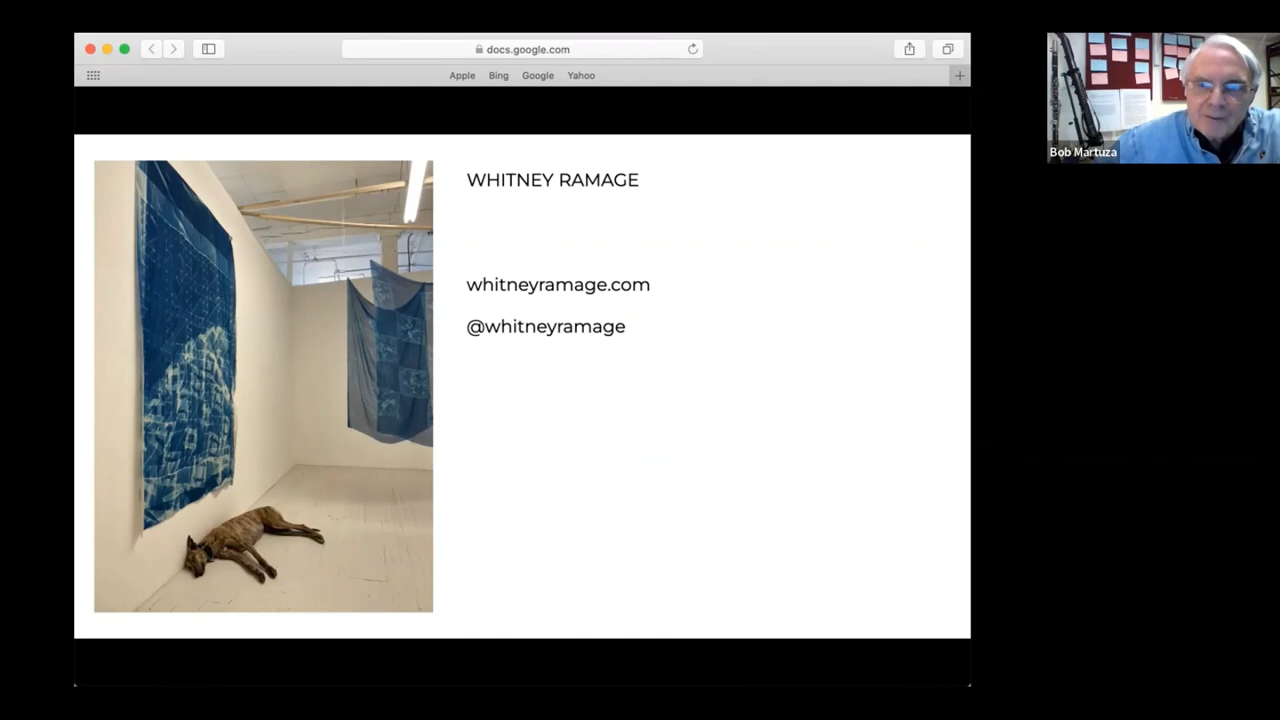 docs.google.com
Apple Bing Google Yahoo
WHITNEY RAMAGE
whitneyramage.com
@whitneyramage
Bob Martuza